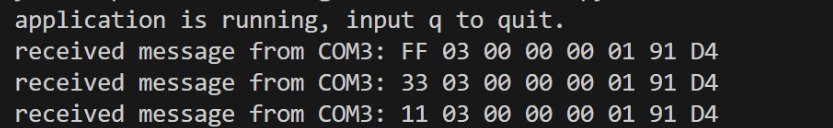 application is running, input q to quit.
received message from COM3: FF 03 00 00 00 01 91 D4
received message from COM3: 33 03 00 00 00 01 91 D4
received message from COM3: 11 03 00 00 00 01 91 D4